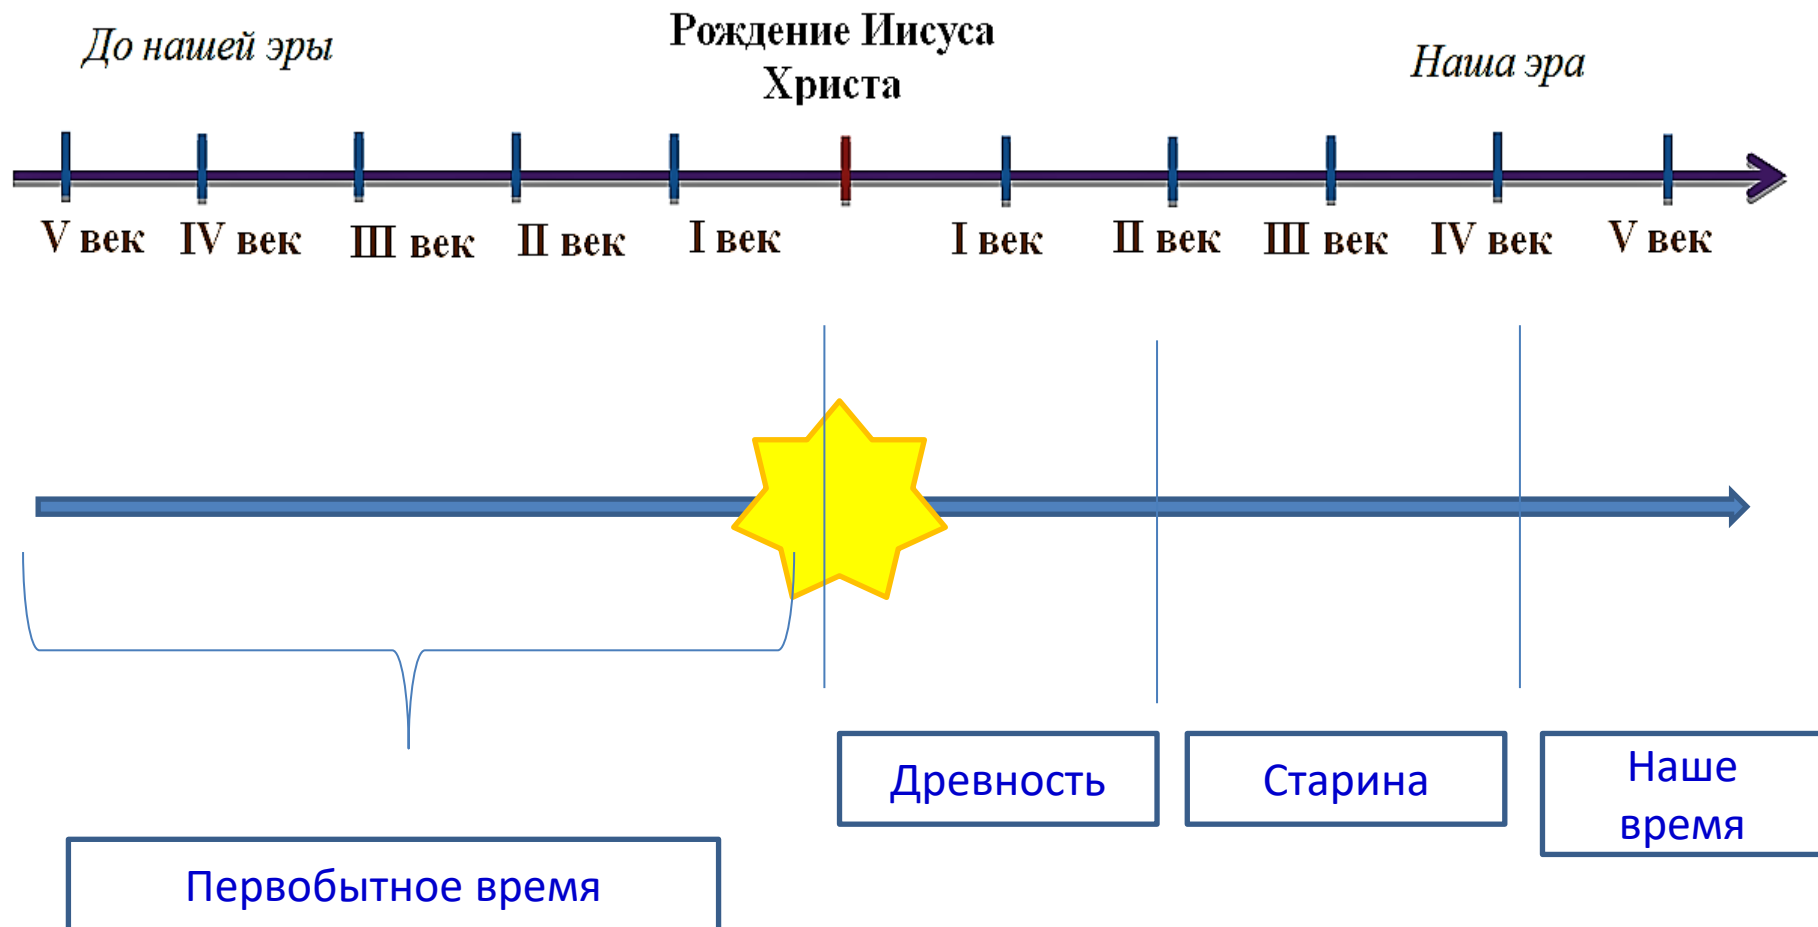 До нашей эры
Рождение Иисуса
Христа
Наша эра
V век IV век III век II век I век I век II век III век IV век V век
Древность
Старина
Наше
время
Первобытное время